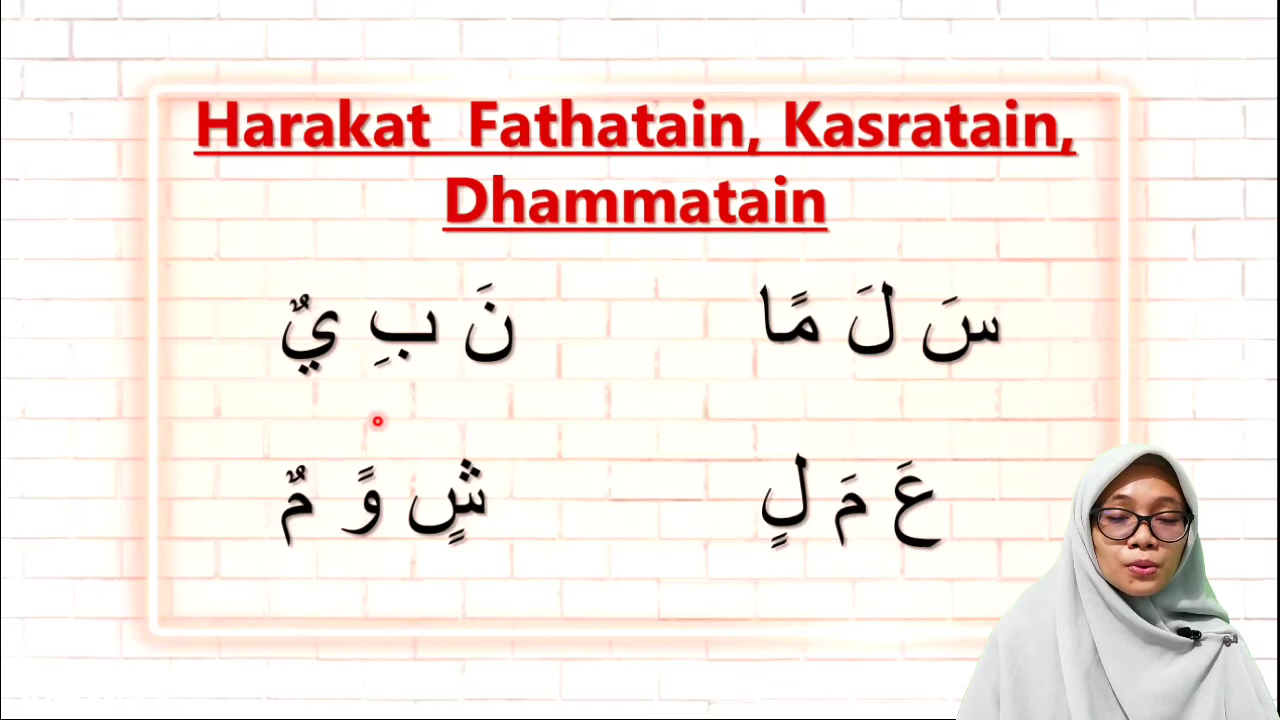 Harakat Fathatain, Kasratain,
Dhammatain
سَ لَ مًا
نَ بِ يٌ
عَ مَ لٍ
شٍ وً مٌ